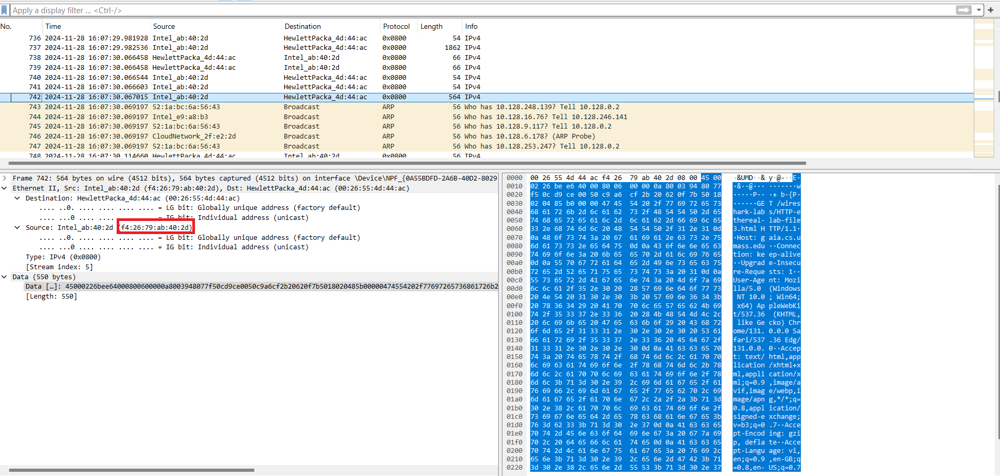 Apply a display filter … <Ctrl-/>
No. Time Source Destination Protocol Length Info
736 2024-11-28 16:07:29.981928 Intel_ab:40:2d HewlettPacka_4d:44:ac 0x0800 54 IPv4
737 2024-11-28 16:07:29.982536 Intel_ab:40:2d HewlettPacka_4d:44:ac 0x0800 1862 IPv4
738 2024-11-28 16:07:30.066458 HewlettPacka_4d:44:ac Intel_ab:40:2d 0x0800 66 IPv4
739 2024-11-28 16:07:30.066458 HewlettPacka_4d:44:ac Intel_ab:40:2d 0x0800 66 IPv4
740 2024-11-28 16:07:30.066544 Intel_ab:40:2d HewlettPacka_4d:44:ac 0x0800 54 IPv4
741 2024-11-28 16:07:30.066603 Intel_ab:40:2d HewlettPacka_4d:44:ac 0x0800 54 IPv4
742 2024-11-28 16:07:30.067015 Intel_ab:40:2d HewlettPacka_4d:44:ac 0x0800 564 IPv4
743 2024-11-28 16:07:30.069197 52:1a:bc:6a:56:43 Broadcast ARP 56 Who has 10.128.248.139? Tell 10.128.0.2
744 2024-11-28 16:07:30.069197 Intel_e9:a8:b3 Broadcast ARP 56 Who has 10.128.16.76? Tell 10.128.246.141
745 2024-11-28 16:07:30.069197 52:1a:bc:6a:56:43 Broadcast ARP 56 Who has 10.128.9.117? Tell 10.128.0.2
746 2024-11-28 16:07:30.069197 CloudNetwork_2f:e2:2d Broadcast ARP 56 Who has 10.128.6.178? (ARP Probe)
747 2024-11-28 16:07:30.069197 52:1a:bc:6a:56:43 Broadcast ARP 56 Who has 10.128.253.247? Tell 10.128.0.2
748 2024-11-28 16:07:30.114660 HewlettPacka_4d:44:ac Intel_ab:40:2d 0x0800 56 IPv4
Frame 742: 564 bytes on wire (4512 bits), 564 bytes captured (4512 bits) on interface \Device\NPF_{0A55BDFD-2A6B-40D2-8029
Ethernet II, Src: Intel_ab:40:2d (f4:26:79:ab:40:2d), Dst: HewlettPacka_4d:44:ac (00:26:55:4d:44:ac)
Destination: HewlettPacka_4d:44:ac (00:26:55:4d:44:ac)
.... ..0. .... .... .... .... = LG bit: Globally unique address (factory default)
.... ...0 .... .... .... .... = IG bit: Individual address (unicast)
Source: Intel_ab:40:2d (f4:26:79:ab:40:2d)
.... ..0. .... .... .... .... = LG bit: Globally unique address (factory default)
.... ...0 .... .... .... .... = IG bit: Individual address (unicast)
Type: IPv4 (0x0800)
[Stream index: 5]
Data (550 bytes)
Data […]: 45000226bee64000800600000a8003948077f50cd9ce0050c9a6cf2b20620f7b5018020485b00000474554202f77697265736861726b2
[Length: 550]
0000 00 26 55 4d 44 ac f4 26 79 ab 40 2d 08 00 45 00 ·&UMD··& y·@-··E·
0010 02 26 be e6 40 00 80 06 00 00 0a 80 03 94 80 77 ·&··@··· ·······w
0020 f5 0c d9 ce 00 50 c9 a6 cf 2b 20 62 0f 7b 50 18 ·····P·· ·+ b·{P·
0030 02 04 85 b0 00 00 47 45 54 20 2f 77 69 72 65 73 ······GE T /wires
0040 68 61 72 6b 2d 6c 61 62 73 2f 48 54 54 50 2d 65 hark-lab s/HTTP-e
0050 74 68 65 72 65 61 6c 2d 6c 61 62 2d 66 69 6c 65 thereal- lab-file
0060 33 2e 68 74 6d 6c 20 48 54 54 50 2f 31 2e 31 0d 3.html H TTP/1.1·
0070 0a 48 6f 73 74 3a 20 67 61 69 61 2e 63 73 2e 75 ·Host: g aia.cs.u
0080 6d 61 73 73 2e 65 64 75 0d 0a 43 6f 6e 6e 65 63 mass.edu ··Connec
0090 74 69 6f 6e 3a 20 6b 65 65 70 2d 61 6c 69 76 65 tion: ke ep-alive
00a0 0d 0a 55 70 67 72 61 64 65 2d 49 6e 73 65 63 75 ··Upgrad e-Insecu
00b0 72 65 2d 52 65 71 75 65 73 74 73 3a 20 31 0d 0a re-Reque sts: 1··
00c0 55 73 65 72 2d 41 67 65 6e 74 3a 20 4d 6f 7a 69 User-Age nt: Mozi
00d0 6c 6c 61 2f 35 2e 30 20 28 57 69 6e 64 6f 77 73 lla/5.0 (Windows
00e0 20 4e 54 20 31 30 2e 30 3b 20 57 69 6e 36 34 3b NT 10.0 ; Win64;
00f0 20 78 36 34 29 20 41 70 70 6c 65 57 65 62 4b 69 x64) Ap pleWebKi
0100 74 2f 35 33 37 2e 33 36 20 28 4b 48 54 4d 4c 2c t/537.36 (KHTML,
0110 20 6c 69 6b 65 20 47 65 63 6b 6f 29 20 43 68 72 like Ge cko) Chr
0120 6f 6d 65 2f 31 33 31 2e 30 2e 30 2e 30 20 53 61 ome/131. 0.0.0 Sa
0130 66 61 72 69 2f 35 33 37 2e 33 36 20 45 64 67 2f fari/537 .36 Edg/
0140 31 33 31 2e 30 2e 30 2e 30 0d 0a 41 63 63 65 70 131.0.0. 0··Accep
0150 74 3a 20 74 65 78 74 2f 68 74 6d 6c 2c 61 70 70 t: text/ html,app
0160 6c 69 63 61 74 69 6f 6e 2f 78 68 74 6d 6c 2b 78 lication /xhtml+x
0170 6d 6c 2c 61 70 70 6c 69 63 61 74 69 6f 6e 2f 78 ml,appli cation/x
0180 6d 6c 3b 71 3d 30 2e 39 2c 69 6d 61 67 65 2f 61 ml;q=0.9 ,image/a
0190 76 69 66 2c 69 6d 61 67 65 2f 77 65 62 70 2c 69 vif,imag e/webp,i
01a0 6d 61 67 65 2f 61 70 6e 67 2c 2a 2f 2a 3b 71 3d mage/apn g,*/*;q=
01b0 30 2e 38 2c 61 70 70 6c 69 63 61 74 69 6f 6e 2f 0.8,appl ication/
01c0 73 69 67 6e 65 64 2d 65 78 63 68 61 6e 67 65 3b signed-e xchange;
01d0 76 3d 62 33 3b 71 3d 30 2e 37 0d 0a 41 63 63 65 v=b3;q=0 .7··Acce
01e0 70 74 2d 45 6e 63 6f 64 69 6e 67 3a 20 67 7a 69 pt-Encod ing: gzi
01f0 70 2c 20 64 65 66 6c 61 74 65 0d 0a 41 63 63 65 p, defla te··Acce
0200 70 74 2d 4c 61 6e 67 75 61 67 65 3a 20 76 69 2c pt-Langu age: vi,
0210 65 6e 3b 71 3d 30 2e 39 2c 65 6e 2d 47 42 3b 71 en;q=0.9 ,en-GB;q
0220 3d 30 2e 38 2c 65 6e 2d 55 53 3b 71 3d 30 2e 37 =0.8,en- US;q=0.7